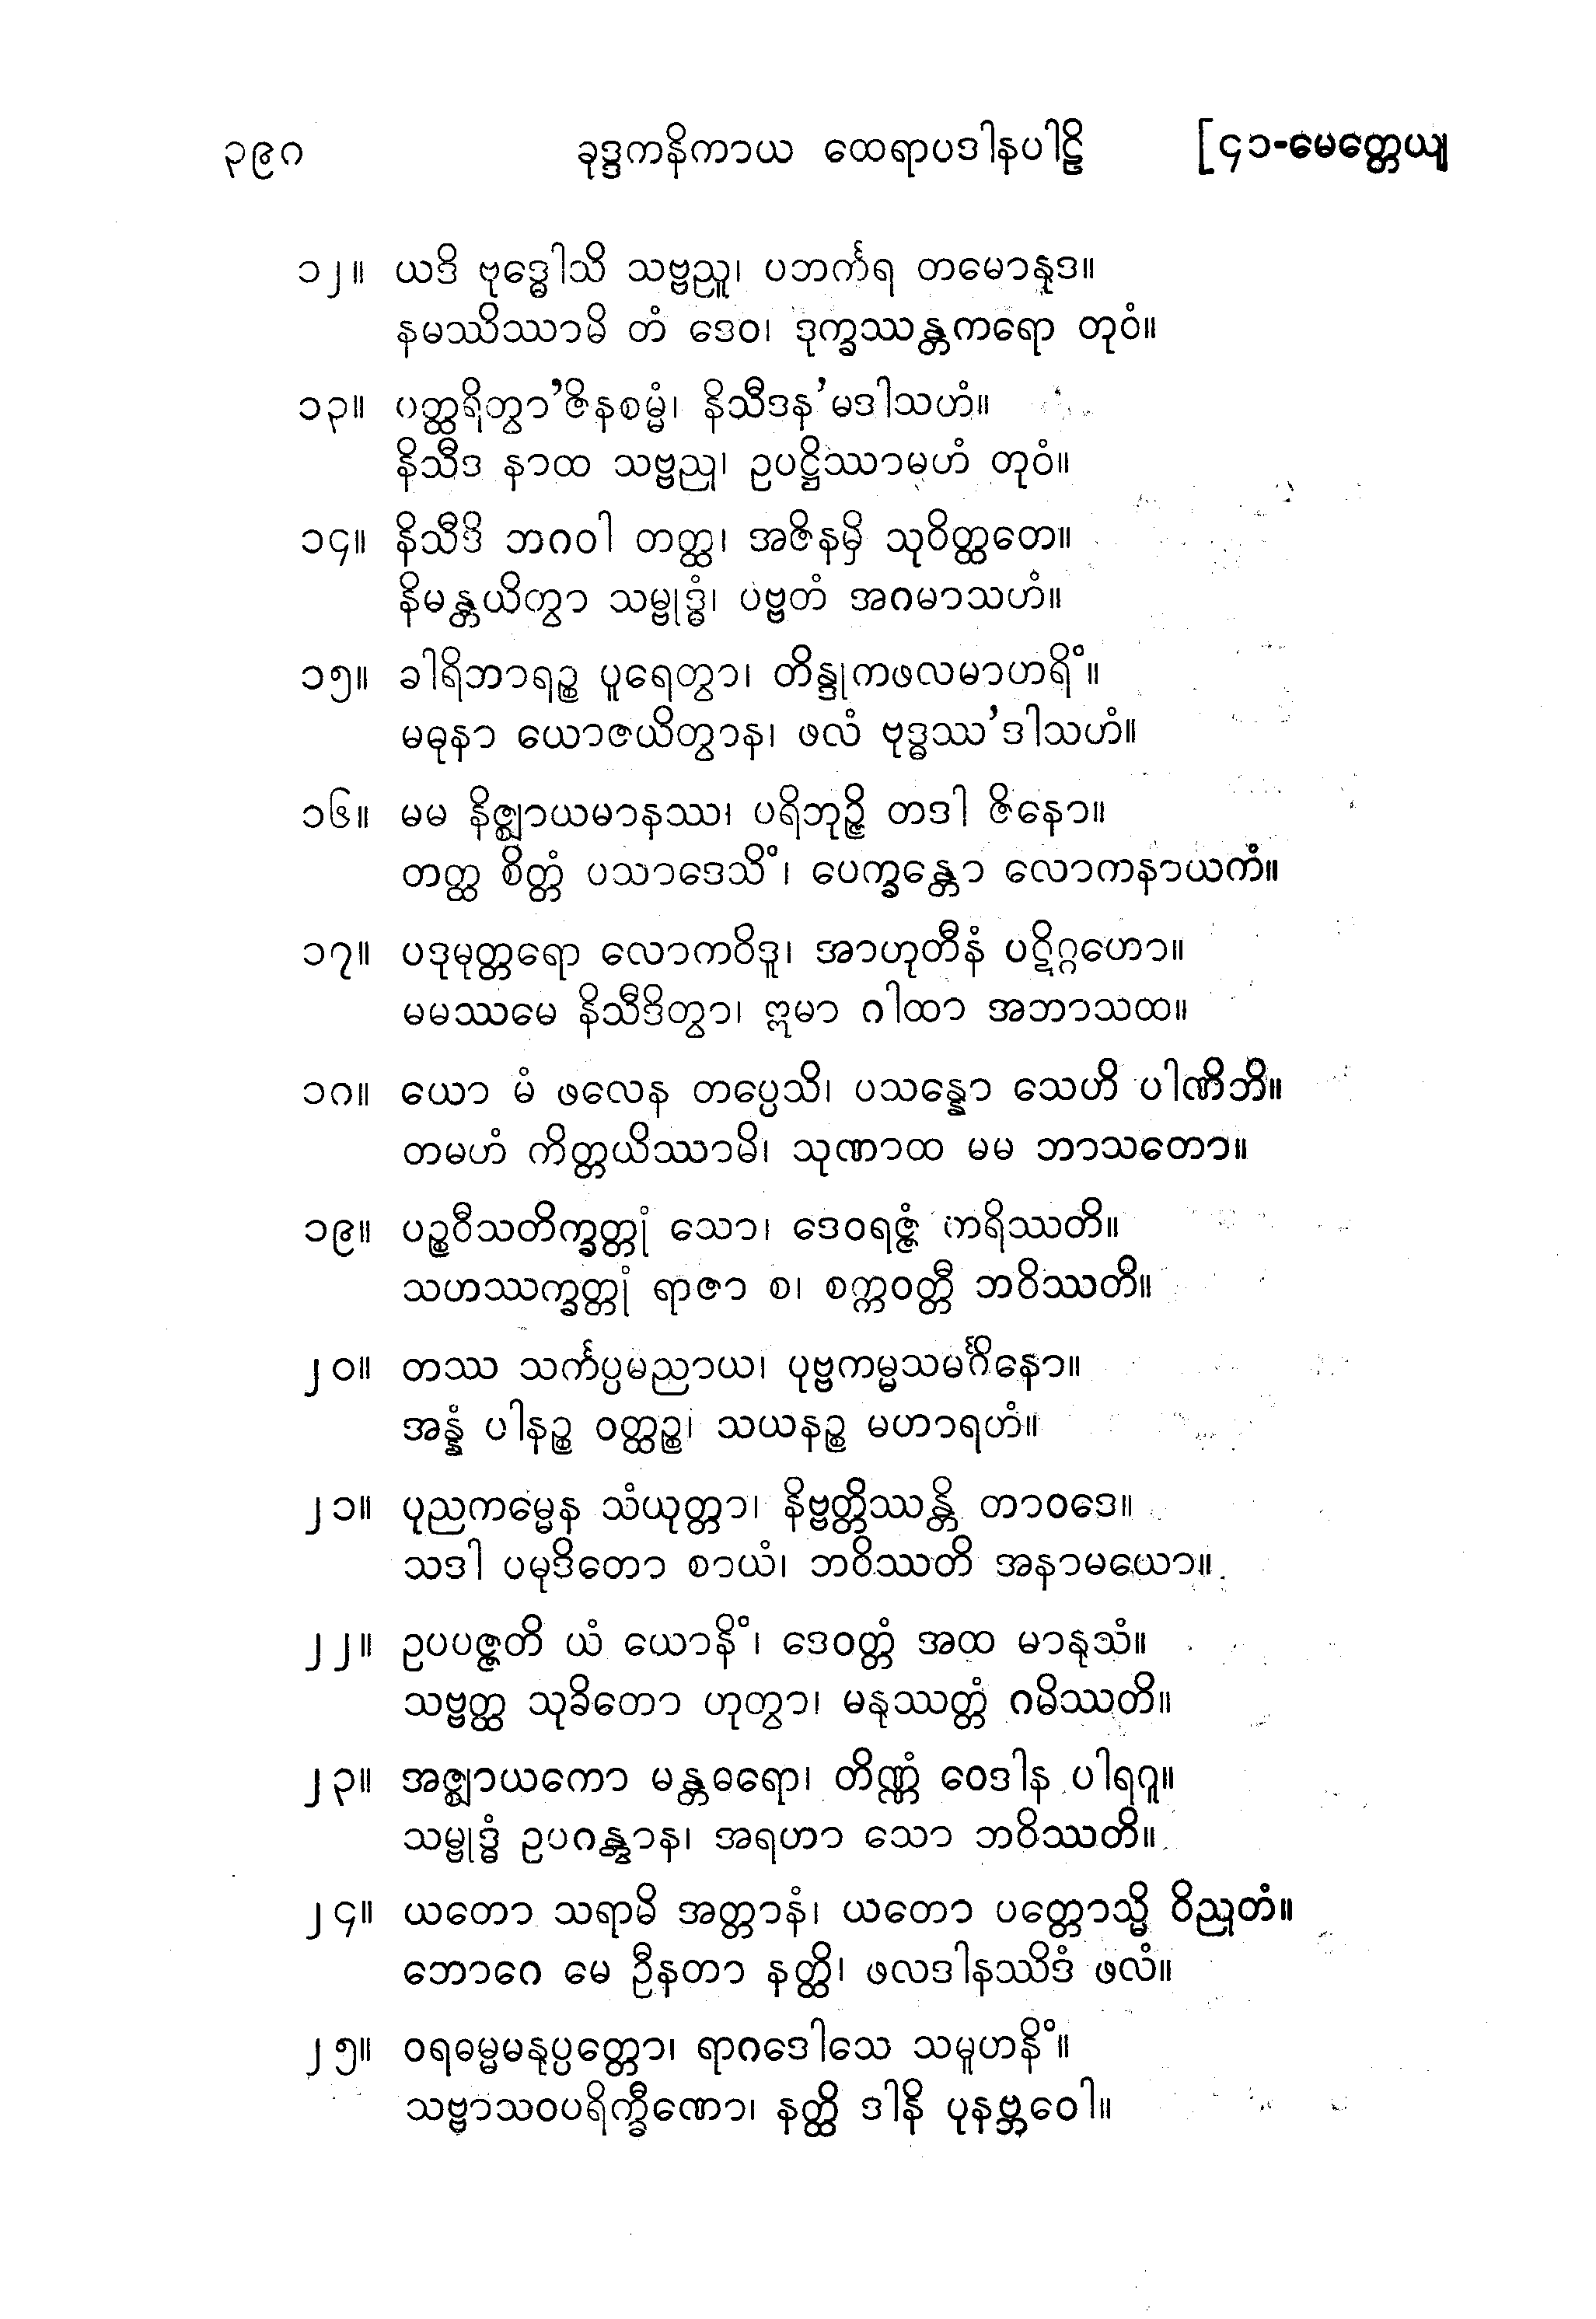 ၃၉၈ ခုဒ္ဒကနိကာယ ထေရာပဒါနပါဠိ [၄၁-မေတ္တေယျ
၁၂။ ယဒိ ဗုဒ္ဓေါသိ သဗ္ဗညူ၊ ပဘင်္ကရ တမောနုဒ။
နမဿိဿာမိ တံ ဒေဝ၊ ဒုက္ခဿန္တကရော တုဝံ။
၁၃။ ပတ္ထရိတွာ’ဇိနစမ္မံ၊ နိသီဒန’မဒါသဟံ။
နိသီဒ နာထ သဗ္ဗညု၊ ဥပဋ္ဌိဿာမဟံ တုဝံ။
၁၄။ နိသီဒိ ဘဂဝါ တတ္ထ၊ အဇိနမှိ သုဝိတ္ထတေ။
နိမန္တယိတွာ သမ္ဗုဒ္ဓံ၊ ပဗ္ဗတံ အဂမာသဟံ။
၁၅။ ခါရိဘာရဉ္စ ပူရေတွာ၊ တိန္ဒုကဖလမာဟရိံ။
မဓုနာ ယောဇယိတွာန၊ ဖလံ ဗုဒ္ဓဿ’ဒါသဟံ။
၁၆။ မမ နိဇ္ဈာယမာနဿ၊ ပရိဘုဉ္ဇိ တဒါ ဇိနော။
တတ္ထ စိတ္တံ ပသာဒေသိံ၊ ပေက္ခန္တော လောကနာယကံ။
၁၇။ ပဒုမုတ္တရော လောကဝိဒူ၊ အာဟုတီနံ ပဋိဂ္ဂဟော။
မမဿမေ နိသီဒိတွာ၊ ဣမာ ဂါထာ အဘာသထ။
၁၈။ ယော မံ ဖလေန တပ္ပေသိ၊ ပသန္နော သေဟိ ပါဏိဘိ။
တမဟံ ကိတ္တယိဿာမိ၊ သုဏာထ မမ ဘာသတော။
၁၉။ ပဉ္စဝီသတိက္ခတ္တုံ သော၊ ဒေဝရဇ္ဇံ ကရိဿတိ။
သဟဿက္ခတ္တုံ ရာဇာ စ၊ စက္ကဝတ္တီ ဘဝိဿတိ။
၂၀။ တဿ သင်္ကပ္ပမညာယ၊ ပုဗ္ဗကမ္မသမင်္ဂိနော။
အန္နံ ပါနဉ္စ ဝတ္ထဉ္စ၊ သယနဉ္စ မဟာရဟံ။
၂၁။ ပုညကမ္မေန သံယုတ္တာ၊ နိဗ္ဗတ္တိဿန္တိ တာဝဒေ။
သဒါ ပမုဒိတော စာယံ၊ ဘဝိဿတိ အနာမယော။
၂၂။ ဥပပဇ္ဇတိ ယံ ယောနိံ၊ ဒေဝတ္တံ အထ မာနုသံ။
သဗ္ဗတ္ထ သုခိတော ဟုတွာ၊ မနုဿတ္တံ ဂမိဿတိ။
၂၃။ အဇ္ဈာယကော မန္တဓရော၊ တိဏ္ဏံ ဝေဒါန ပါရဂူ။
သမ္ဗုဒ္ဓံ ဥပဂန္တွာန၊ အရဟာ သော ဘဝိဿတိ။
၂၄။ ယတော သရာမိ အတ္တာနံ၊ ယတော ပတ္တောသ္မိ ဝိညုတံ။
ဘောဂေ မေ ဦနတာ နတ္ထိ၊ ဖလဒါနဿိဒံ ဖလံ။
၂၅။ ဝရဓမ္မမနုပ္ပတ္တော၊ ရာဂဒေါသေ သမူဟနိံ။
သဗ္ဗာသဝပရိက္ခီဏော၊ နတ္ထိ ဒါနိ ပုနဗ္ဘဝေါ။